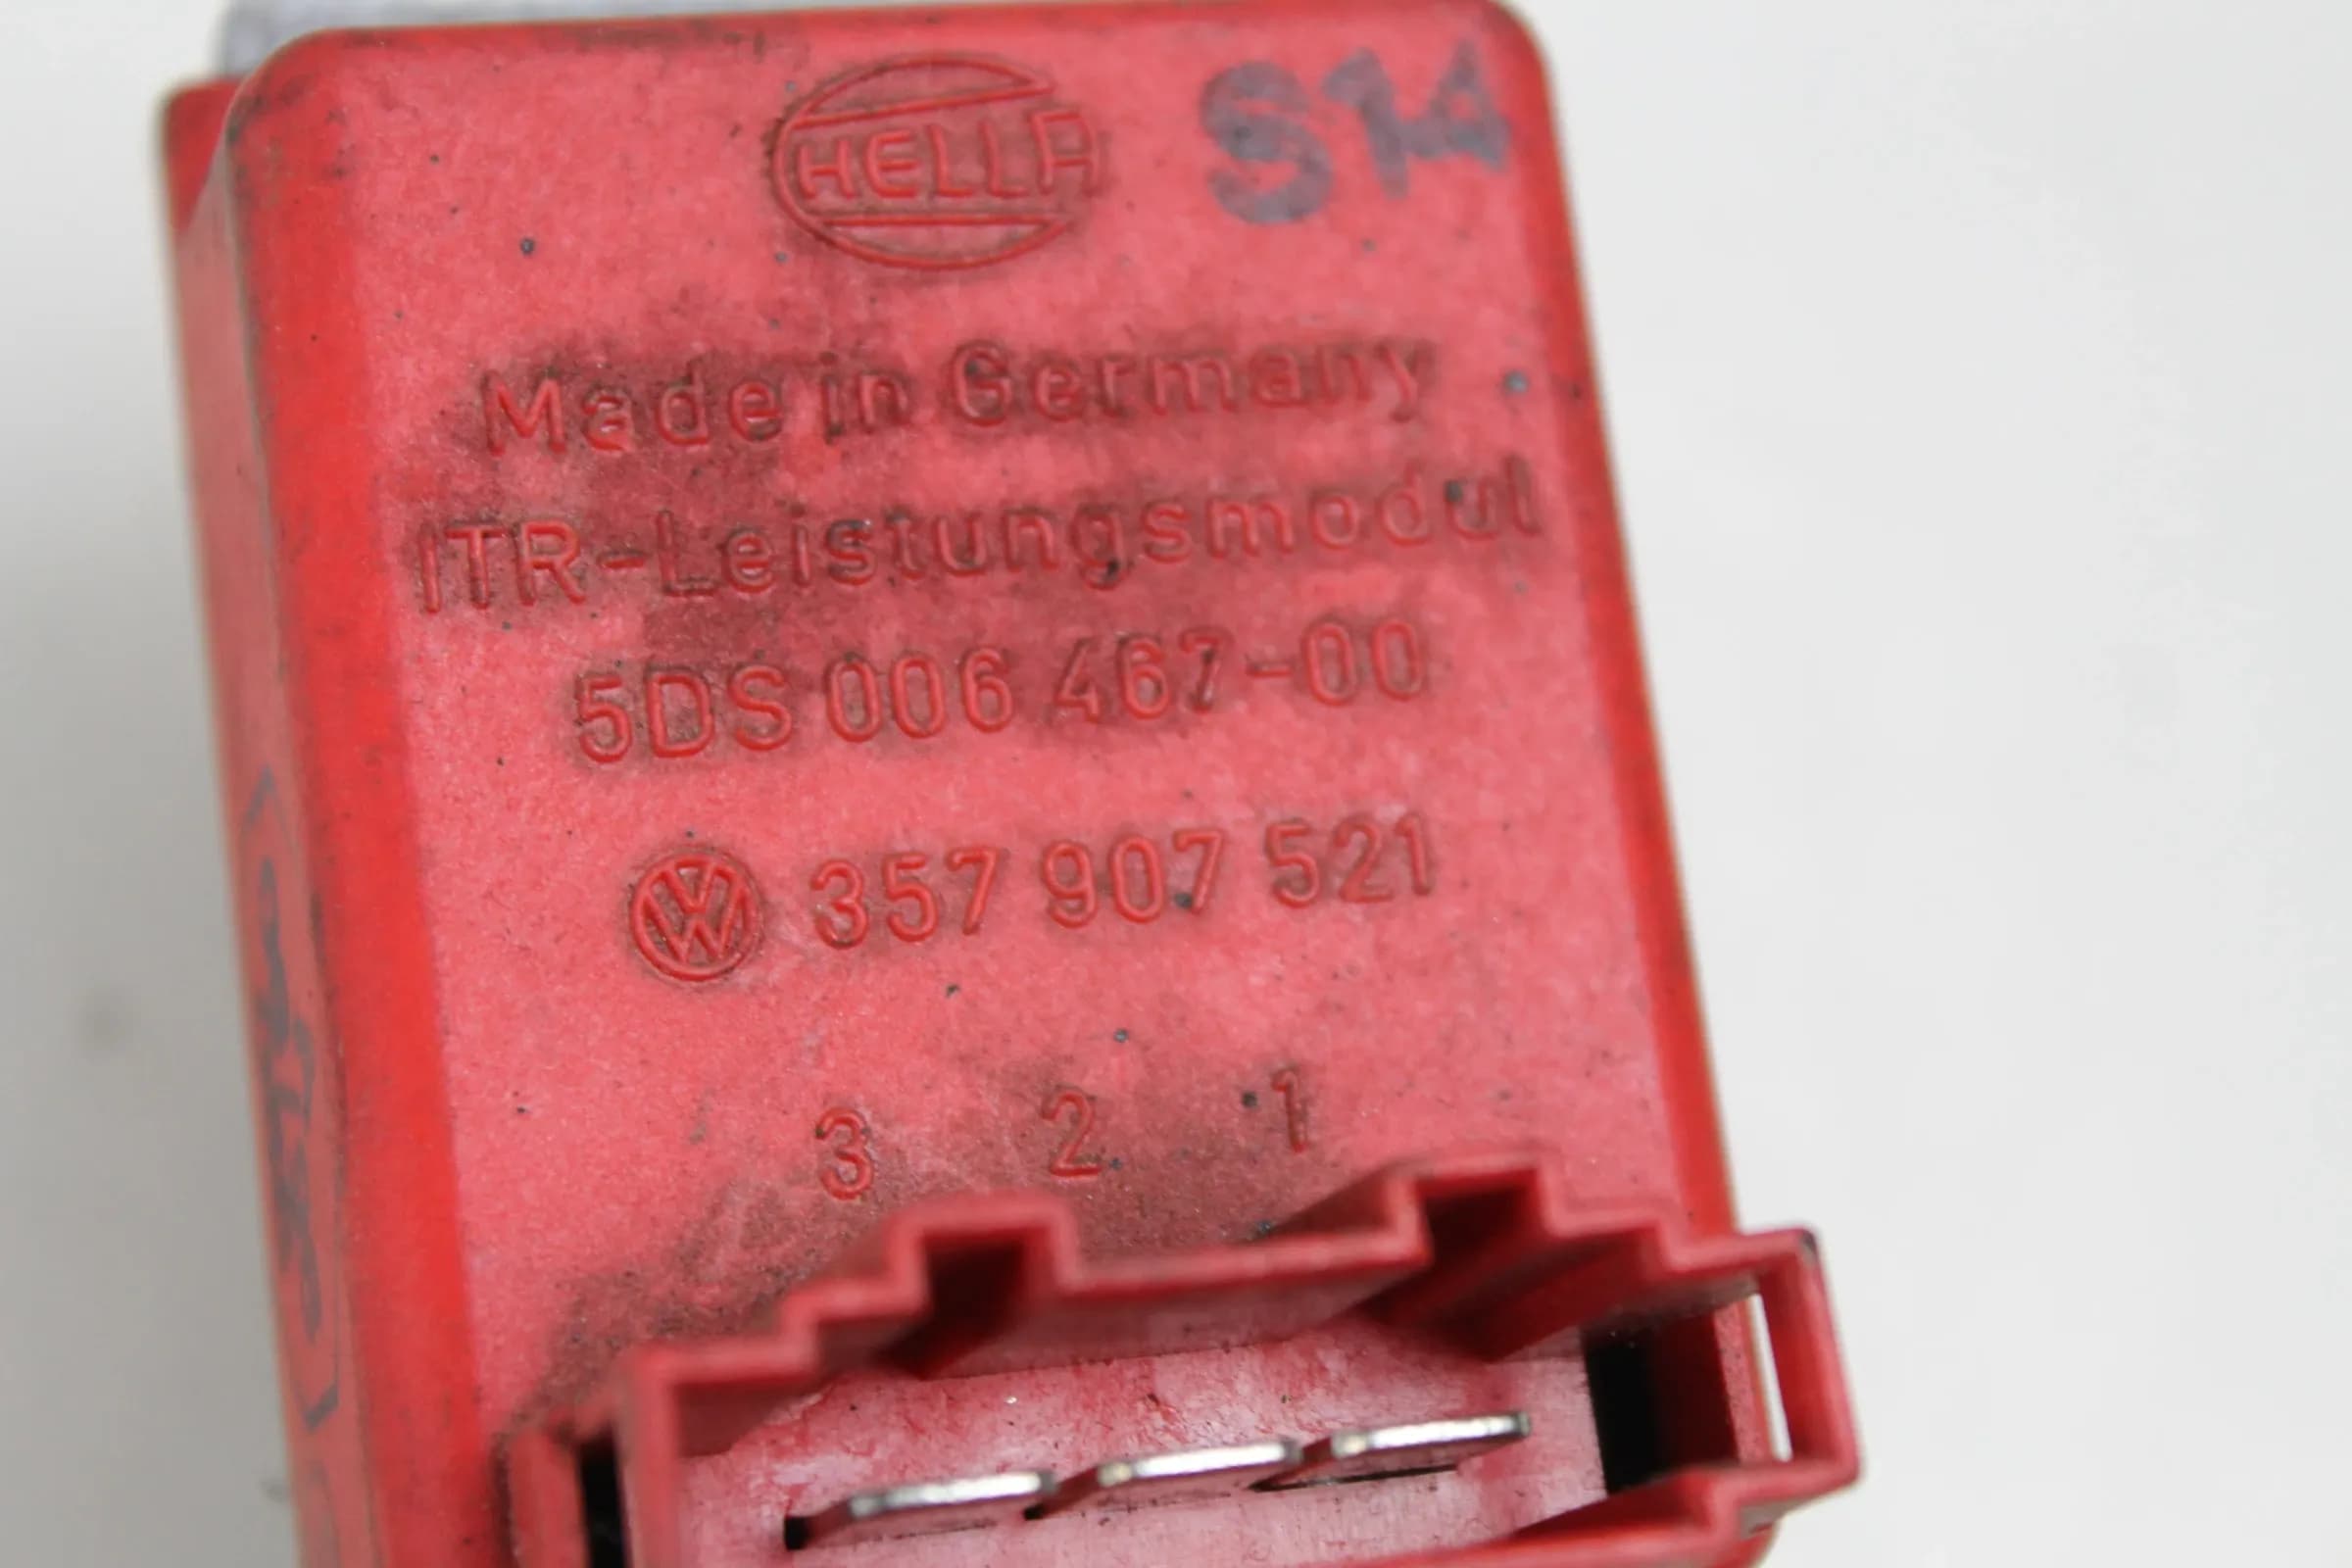 HELLA
S14
Made in Germany
ITR-Leistungsmodul
5DS 006 467-00
VW 357 907 521
3 2 1